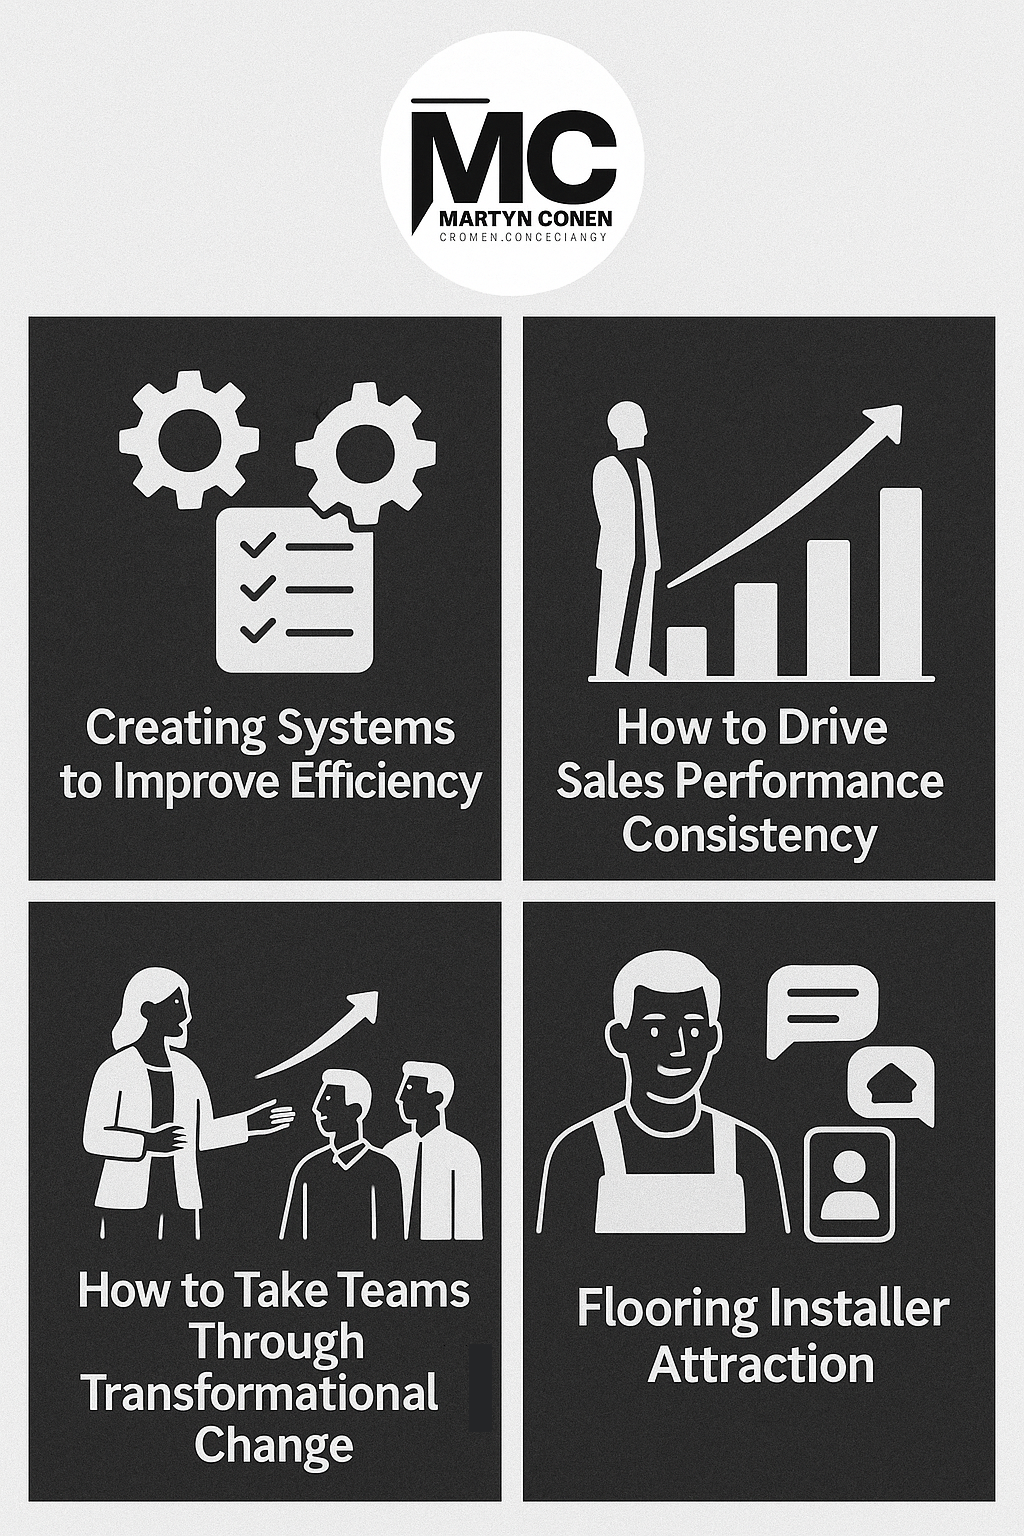 MC
MARTYN CONEN
CROMEN.CONCECIANGY
Creating Systems
to Improve Efficiency
How to Drive
Sales Performance
Consistency
How to Take Teams
Through
Transformational
Change
Flooring Installer
Attraction